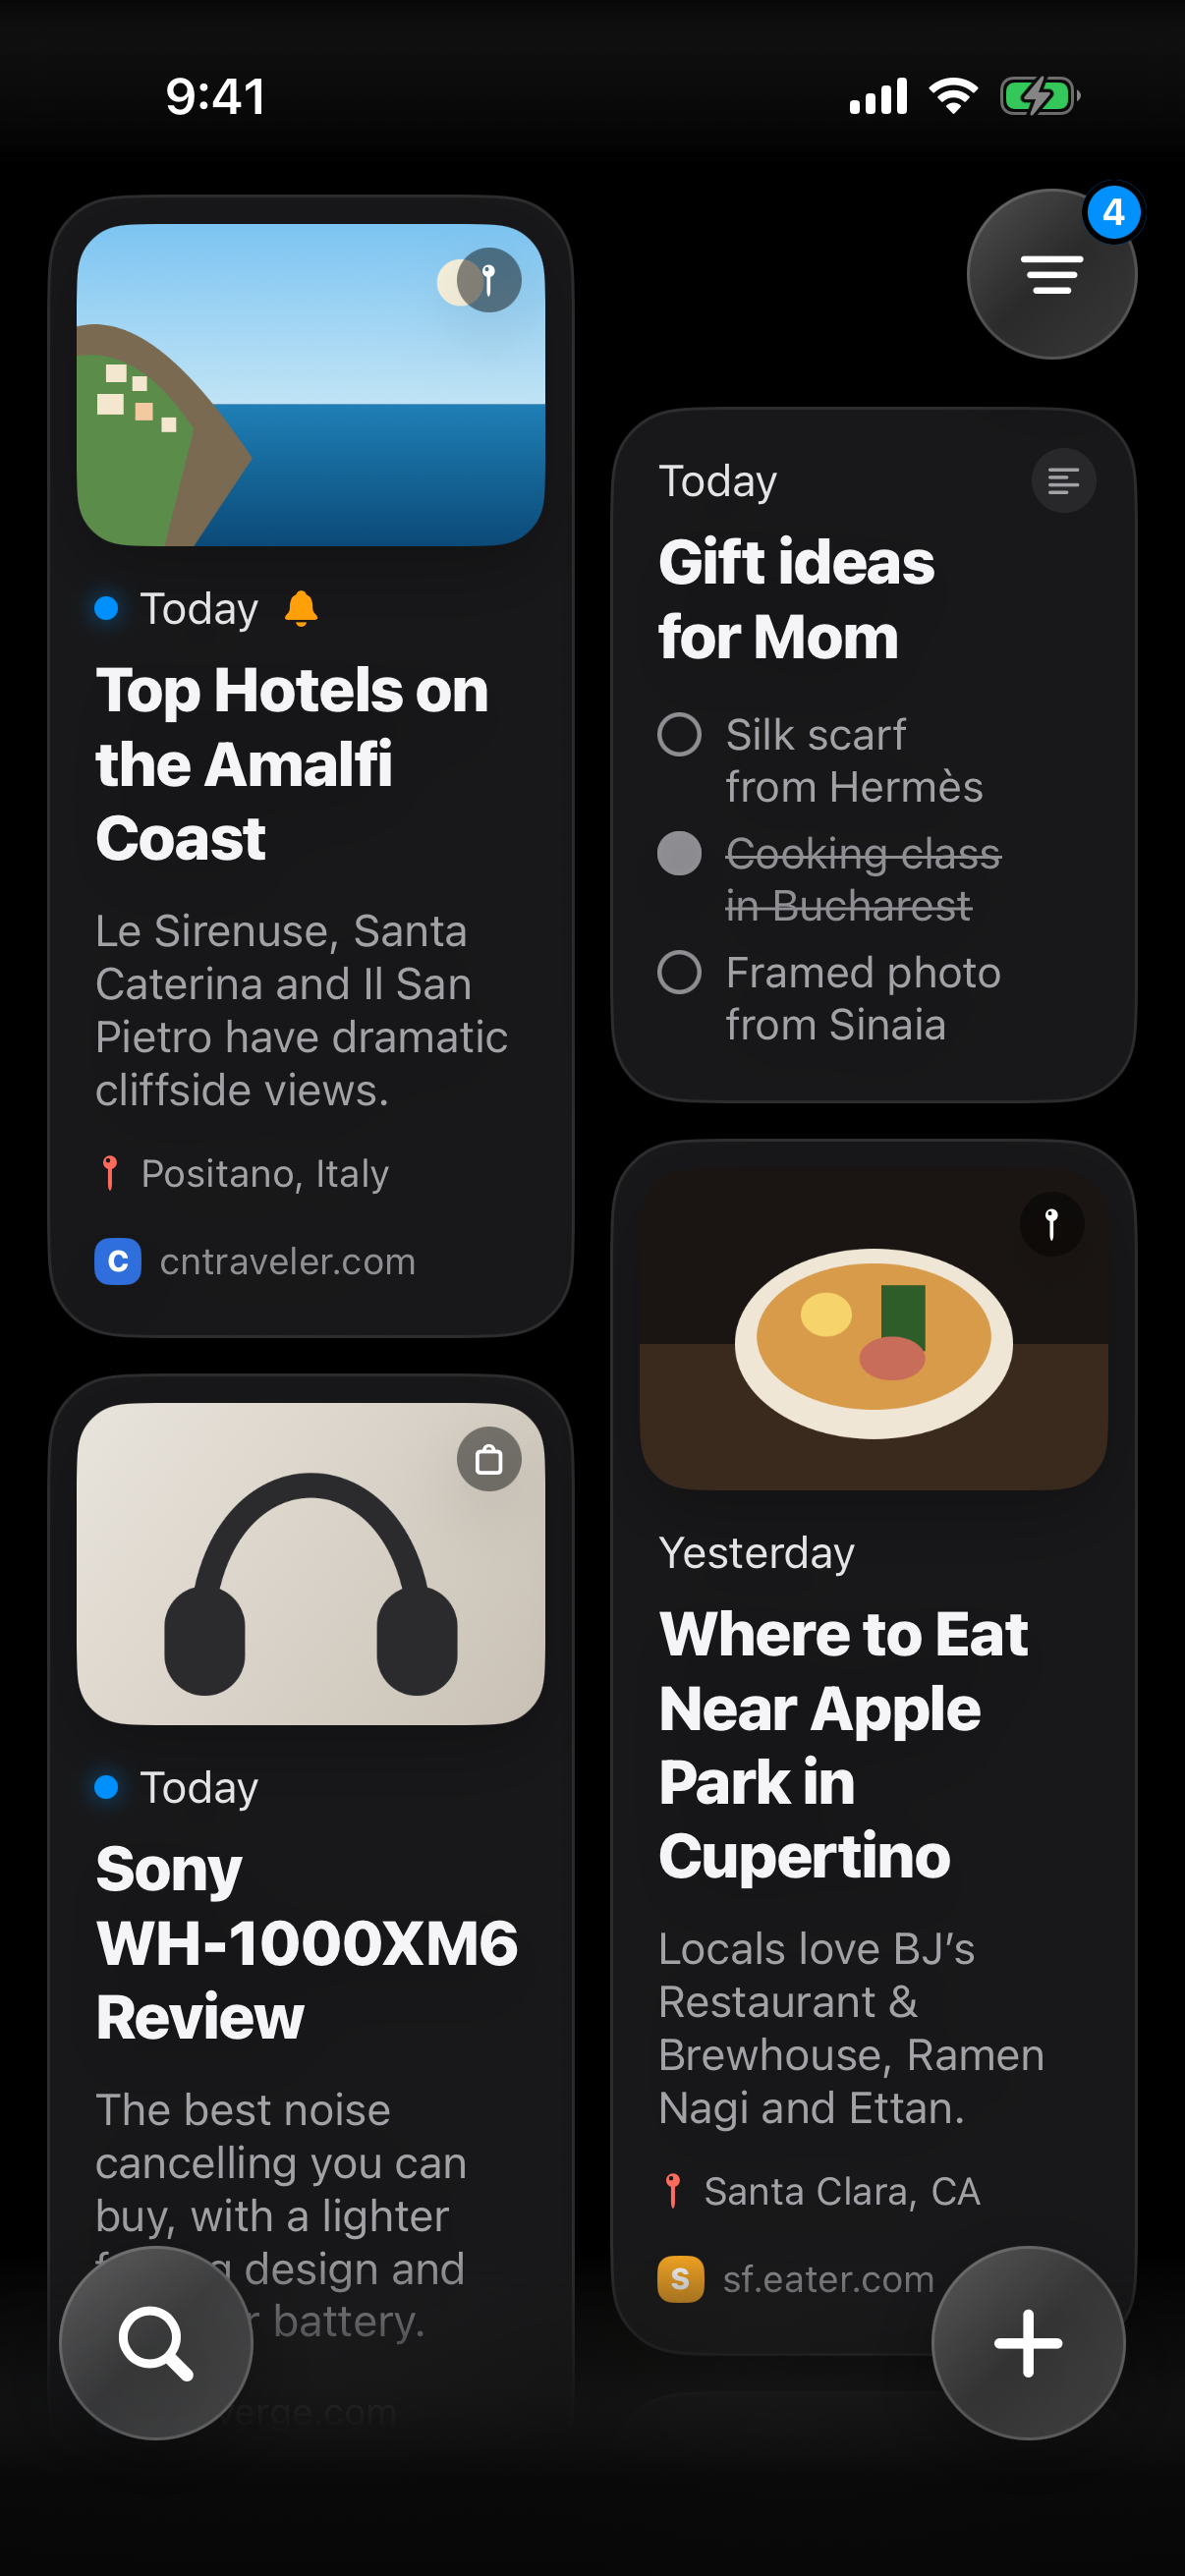 9:41
4
Today
Top Hotels on
the Amalfi
Coast
Le Sirenuse, Santa
Caterina and Il San
Pietro have dramatic
cliffside views.
Positano, Italy
C cntraveler.com
Today
Sony
WH-1000XM6
Review
The best noise
cancelling you can
buy, with a lighter
design and
battery.
Today
Gift ideas
for Mom
Silk scarf
from Hermès
Cooking class
in Bucharest
Framed photo
from Sinaia
Yesterday
Where to Eat
Near Apple
Park in
Cupertino
Locals love BJ’s
Restaurant &
Brewhouse, Ramen
Nagi and Ettan.
Santa Clara, CA
S sf.eater.com